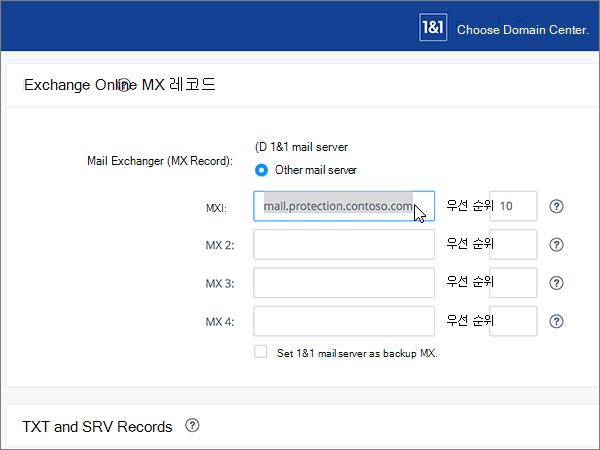 1&1 Choose Domain Center.
Exchange Online MX 레코드
(D 1&1 mail server
Mail Exchanger (MX Record):
Other mail server
MXI: mail.protection.contoso.com 우선 순위 10
MX 2: 우선 순위
MX 3: 우선 순위
MX 4: 우선 순위
Set 1&1 mail server as backup MX.
TXT and SRV Records